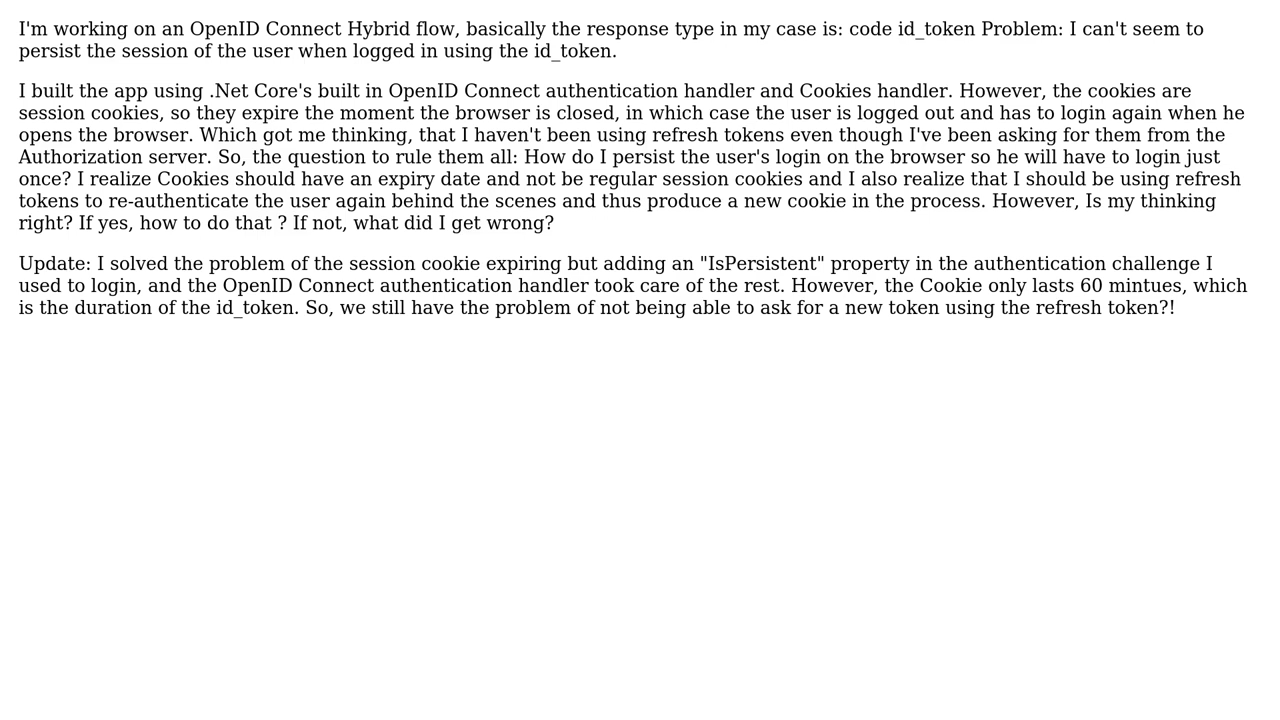 I'm working on an OpenID Connect Hybrid flow, basically the response type in my case is: code id_token Problem: I can't seem to
persist the session of the user when logged in using the id_token.
I built the app using .Net Core's built in OpenID Connect authentication handler and Cookies handler. However, the cookies are
session cookies, so they expire the moment the browser is closed, in which case the user is logged out and has to login again when he
opens the browser. Which got me thinking, that I haven't been using refresh tokens even though I've been asking for them from the
Authorization server. So, the question to rule them all: How do I persist the user's login on the browser so he will have to login just
once? I realize Cookies should have an expiry date and not be regular session cookies and I also realize that I should be using refresh
tokens to re-authenticate the user again behind the scenes and thus produce a new cookie in the process. However, Is my thinking
right? If yes, how to do that ? If not, what did I get wrong?
Update: I solved the problem of the session cookie expiring but adding an "IsPersistent" property in the authentication challenge I
used to login, and the OpenID Connect authentication handler took care of the rest. However, the Cookie only lasts 60 mintues, which
is the duration of the id_token. So, we still have the problem of not being able to ask for a new token using the refresh token?!